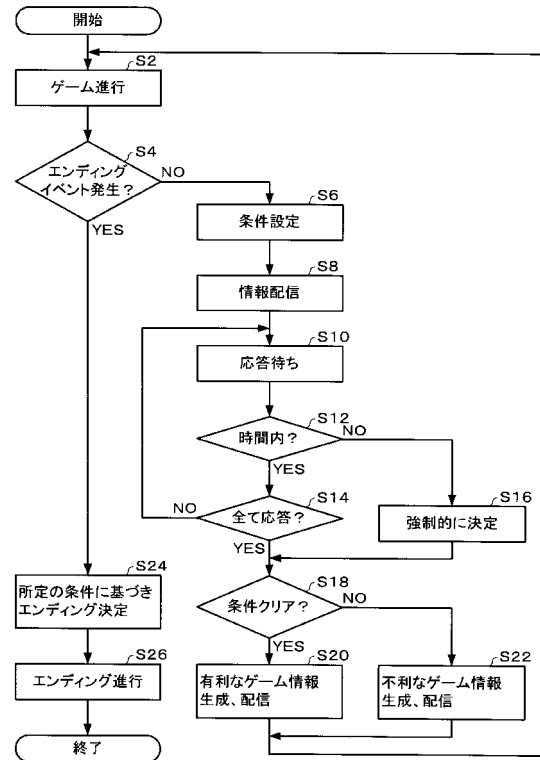 開始
S2
ゲーム進行
S4
エンディング
イベント発生？
NO
YES
S6
条件設定
S8
情報配信
S10
応答待ち
S12
時間内？
NO
YES
S14
全て応答？
NO
YES
S16
強制的に決定
S18
条件クリア？
NO
YES
S20
有利なゲーム情報
生成、配信
S22
不利なゲーム情報
生成、配信
S24
所定の条件に基づき
エンディング決定
S26
エンディング進行
終了